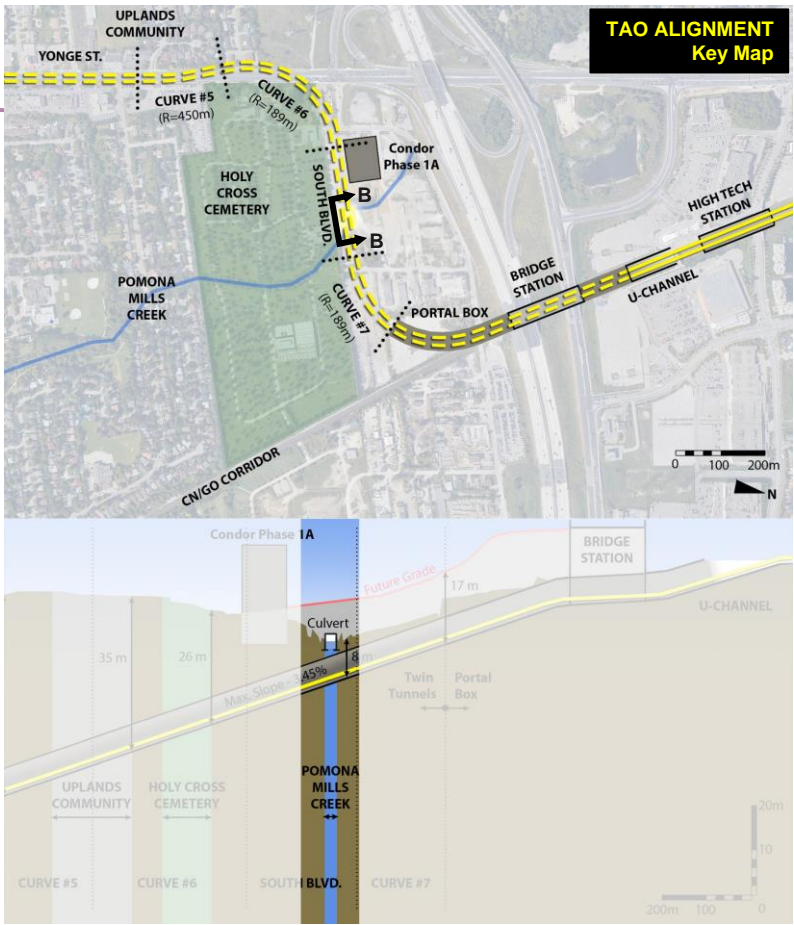 TAO ALIGNMENT
Key Map
UPLANDS
COMMUNITY
YONGE ST.
CURVE #5
(R=450m)
CURVE #6
(R=189m)
HOLY
CROSS
CEMETERY
SOUTH BLVD.
Condor
Phase 1A
B
B
POMONA
MILLS
CREEK
CURVE #7
(R=189m)
PORTAL BOX
BRIDGE
STATION
HIGH TECH
STATION
U-CHANNEL
CN/GO CORRIDOR
0 100 200m
N
Condor Phase 1A
BRIDGE
STATION
Future Grade
17 m
U-CHANNEL
Culvert
35 m
26 m
8 m
Max. Slope - 3.45%
Twin
Tunnels
Portal
Box
UPLANDS
COMMUNITY
HOLY CROSS
CEMETERY
POMONA
MILLS
CREEK
20m
10
0
CURVE #5
CURVE #6
SOUTH BLVD.
CURVE #7
200m 100